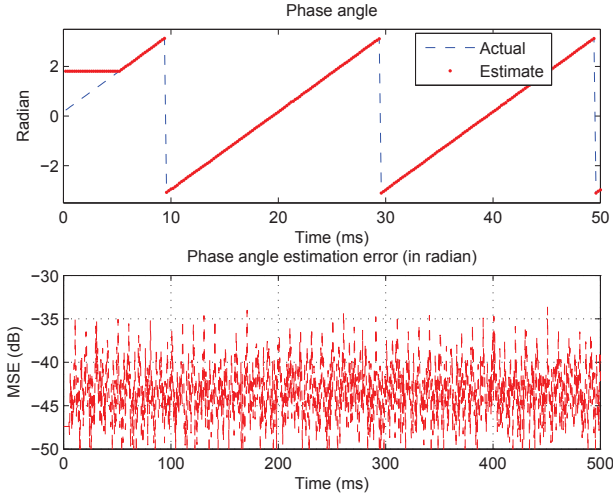 Phase angle
Radian
2
0
−2
Actual
Estimate
0 10 20 30 40 50
Time (ms)
Phase angle estimation error (in radian)
MSE (dB)
−30
−35
−40
−45
−50
0 100 200 300 400 500
Time (ms)